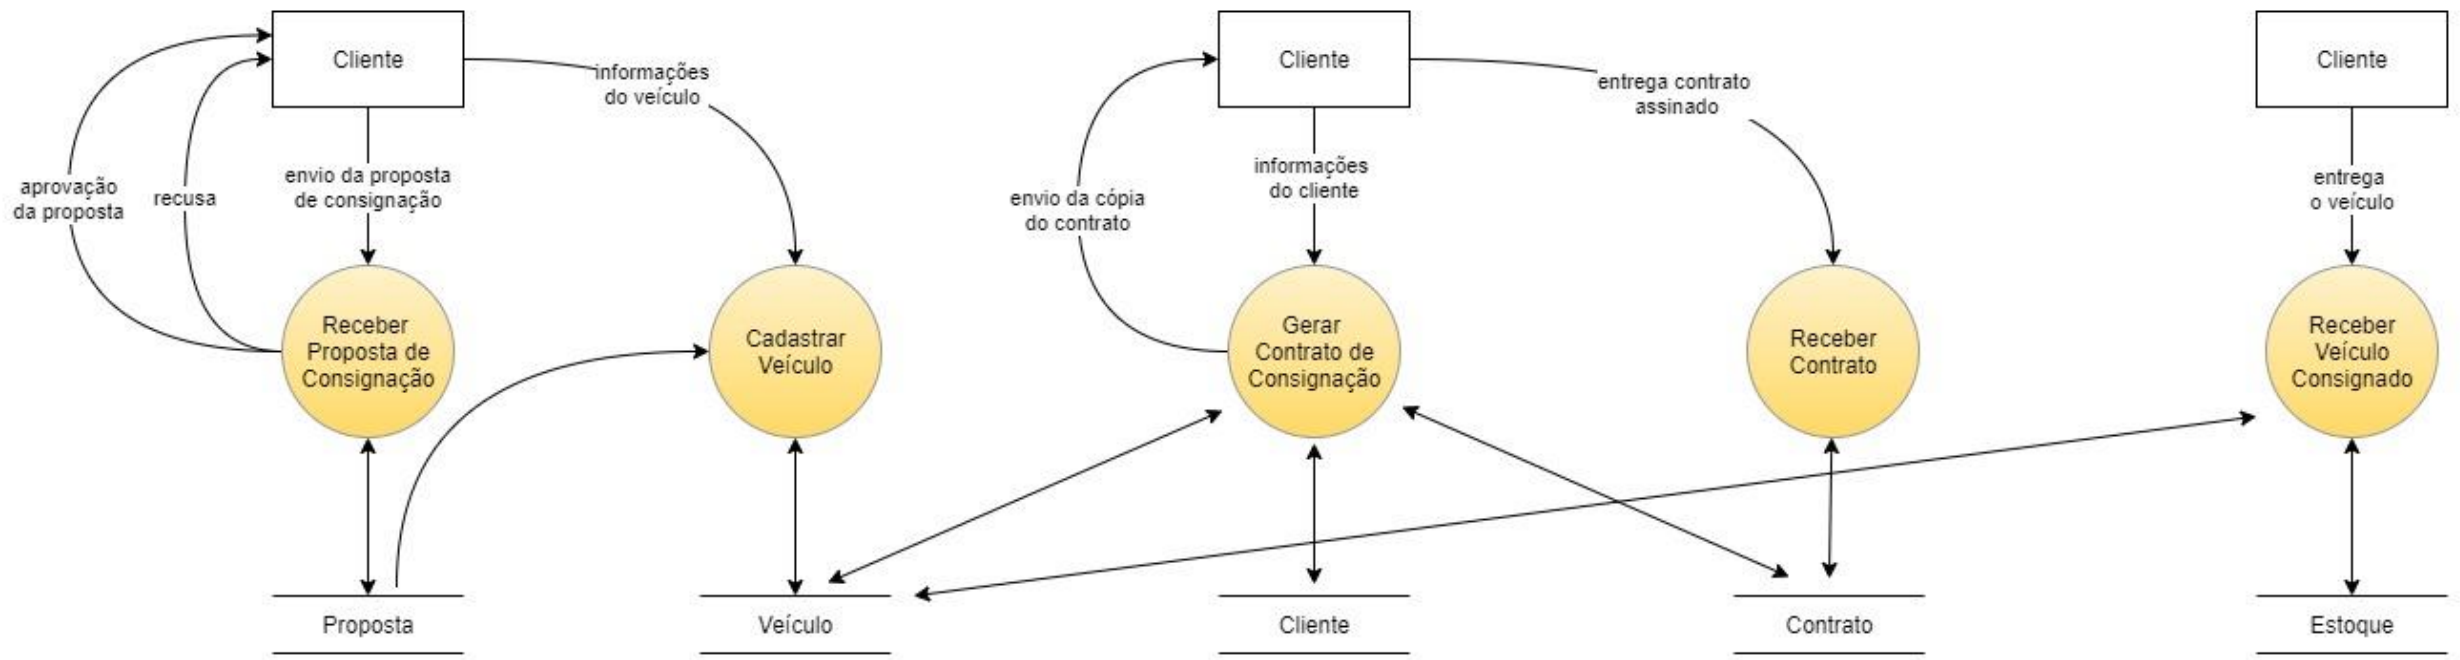 Cliente
Cliente
Cliente
informações
do veículo
entrega contrato
assinado
aprovação
da proposta
recusa
envio da proposta
de consignação
envio da cópia
do contrato
informações
do cliente
entrega
o veículo
Receber
Proposta de
Consignação
Cadastrar
Veículo
Gerar
Contrato de
Consignação
Receber
Contrato
Receber
Veículo
Consignado
Proposta
Veículo
Cliente
Contrato
Estoque